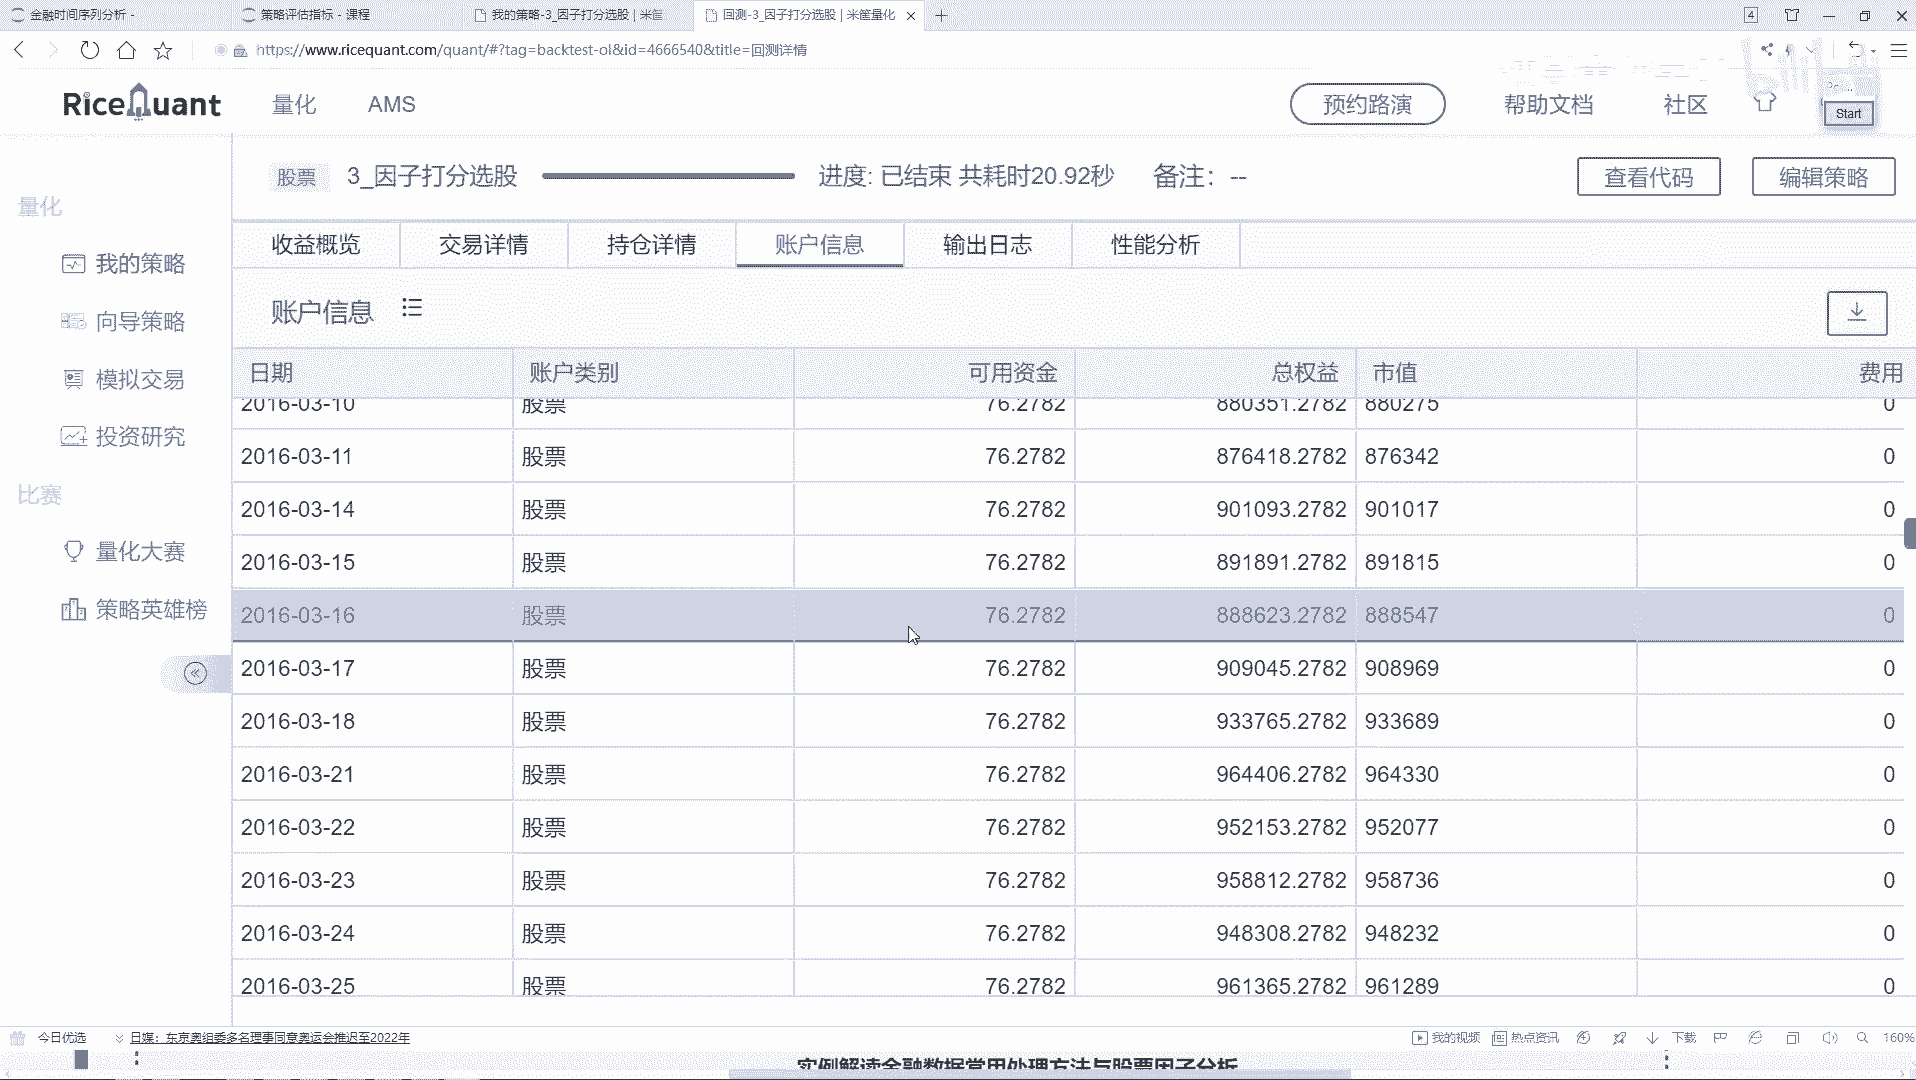 金融时间序列分析 -
策略评估指标 - 课程
我的策略-3_因子打分选股 | 米筐
回测-3_因子打分选股 | 米筐量化
4
https://www.ricequant.com/quant/#?tag=backtest-ol&id=4666540&title=回测详情
RiceQuant
量化
AMS
预约路演
帮助文档
社区
Start
股票
3_因子打分选股
进度: 已结束 共耗时20.92秒
备注: --
查看代码
编辑策略
量化
我的策略
向导策略
模拟交易
投资研究
比赛
量化大赛
策略英雄榜
收益概览
交易详情
持仓详情
账户信息
输出日志
性能分析
账户信息
日期 账户类别 可用资金 总权益 市值 费用
2016-03-10 股票 76.2782 880351.2782 880275 0
2016-03-11 股票 76.2782 876418.2782 876342 0
2016-03-14 股票 76.2782 901093.2782 901017 0
2016-03-15 股票 76.2782 891891.2782 891815 0
2016-03-16 股票 76.2782 888623.2782 888547 0
2016-03-17 股票 76.2782 909045.2782 908969 0
2016-03-18 股票 76.2782 933765.2782 933689 0
2016-03-21 股票 76.2782 964406.2782 964330 0
2016-03-22 股票 76.2782 952153.2782 952077 0
2016-03-23 股票 76.2782 958812.2782 958736 0
2016-03-24 股票 76.2782 948308.2782 948232 0
2016-03-25 股票 76.2782 961365.2782 961289 0
今日优选
日媒：东京奥组委多名理事同意奥运会推迟至2022年
我的视频
热点资讯
下载
160%
实例解读金融数据常用处理方法与股票因子分析